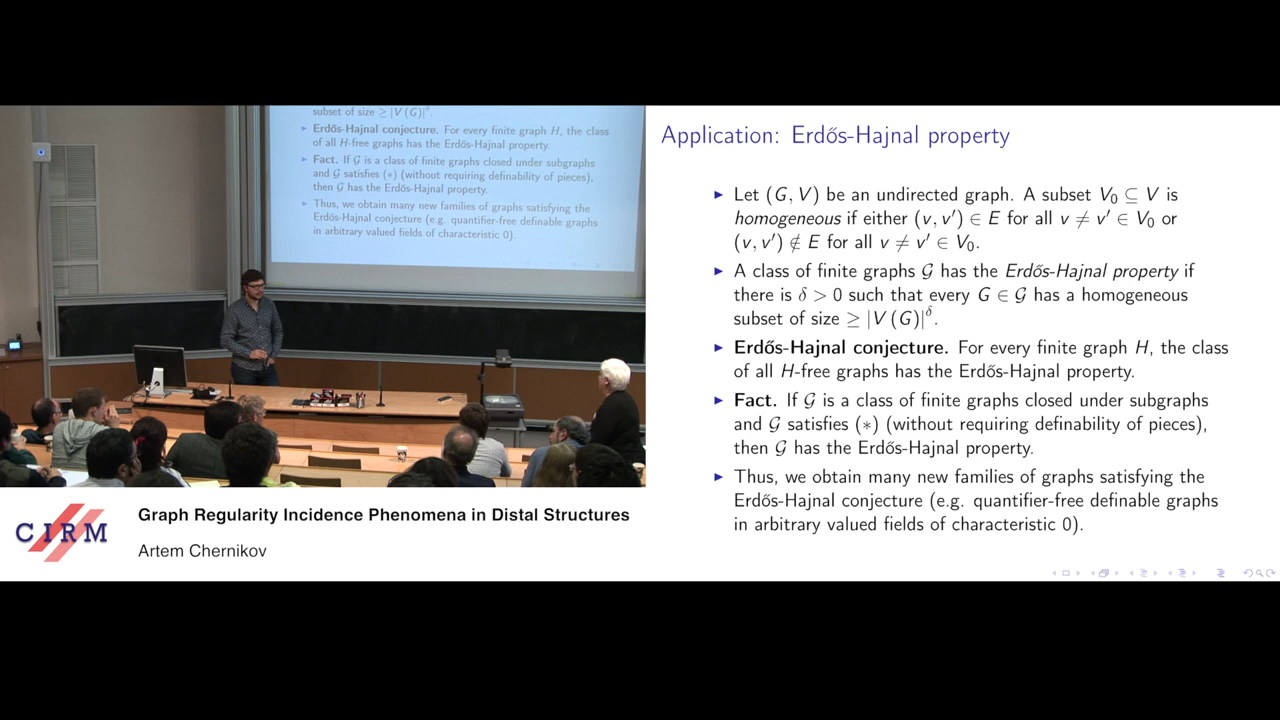 subset of size ≥ |V (G)|^δ.
▸ Erdős-Hajnal conjecture. For every finite graph H, the class
of all H-free graphs has the Erdős-Hajnal property.
▸ Fact. If 𝒢 is a class of finite graphs closed under subgraphs
and 𝒢 satisfies (∗) (without requiring definability of pieces),
then 𝒢 has the Erdős-Hajnal property.
▸ Thus, we obtain many new families of graphs satisfying the
Erdős-Hajnal conjecture (e.g. quantifier-free definable graphs
in arbitrary valued fields of characteristic 0).
CIRM
Graph Regularity Incidence Phenomena in Distal Structures
Artem Chernikov
Application: Erdős-Hajnal property
▸ Let (G, V) be an undirected graph. A subset V₀ ⊆ V is
homogeneous if either (v, v′) ∈ E for all v ≠ v′ ∈ V₀ or
(v, v′) ∉ E for all v ≠ v′ ∈ V₀.
▸ A class of finite graphs 𝒢 has the Erdős-Hajnal property if
there is δ > 0 such that every G ∈ 𝒢 has a homogeneous
subset of size ≥ |V (G)|^δ.
▸ Erdős-Hajnal conjecture. For every finite graph H, the class
of all H-free graphs has the Erdős-Hajnal property.
▸ Fact. If 𝒢 is a class of finite graphs closed under subgraphs
and 𝒢 satisfies (∗) (without requiring definability of pieces),
then 𝒢 has the Erdős-Hajnal property.
▸ Thus, we obtain many new families of graphs satisfying the
Erdős-Hajnal conjecture (e.g. quantifier-free definable graphs
in arbitrary valued fields of characteristic 0).